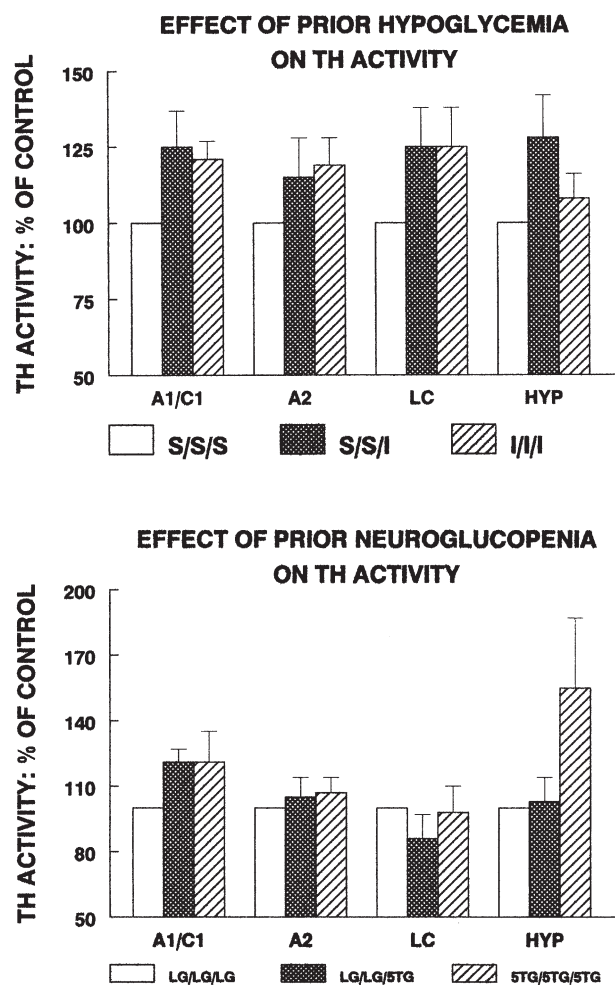 EFFECT OF PRIOR HYPOGLYCEMIA
ON TH ACTIVITY
TH ACTIVITY: % OF CONTROL
150
125
100
75
50
A1/C1 A2 LC HYP
S/S/S S/S/I I/I/I
EFFECT OF PRIOR NEUROGLUCOPENIA
ON TH ACTIVITY
TH ACTIVITY: % OF CONTROL
200
170
140
110
80
50
A1/C1 A2 LC HYP
LG/LG/LG LG/LG/5TG 5TG/5TG/5TG